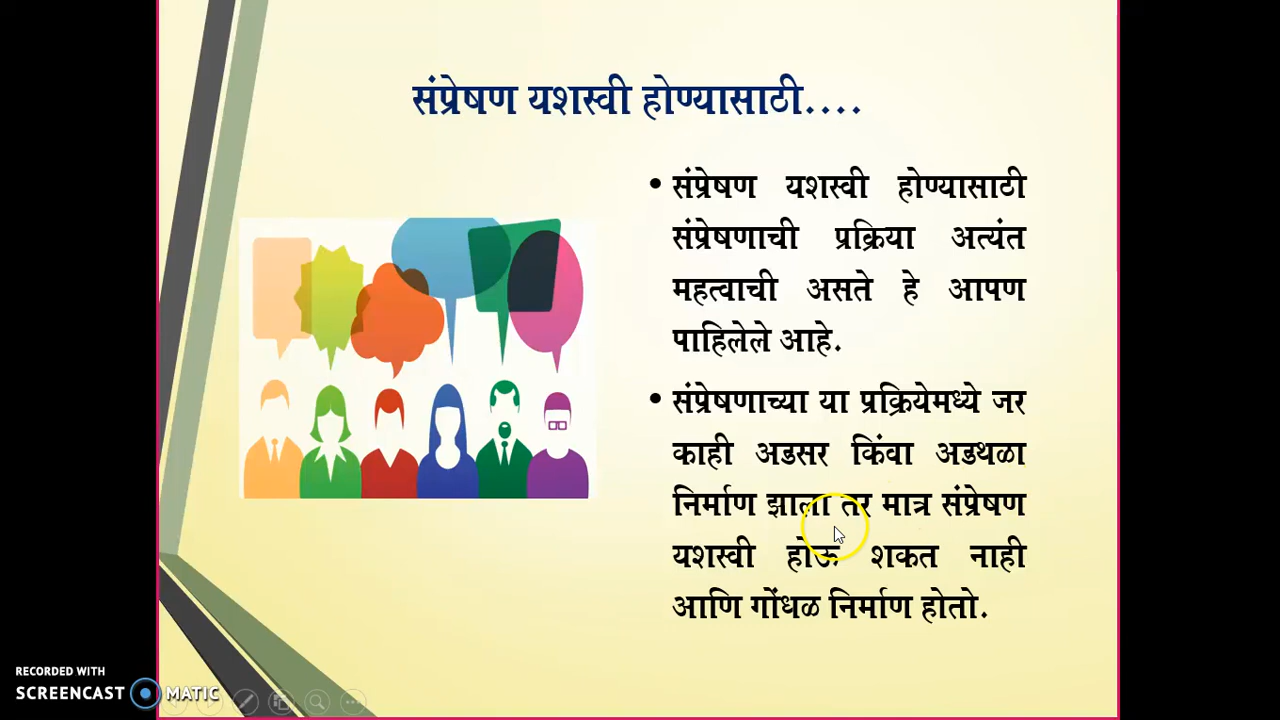 संप्रेषण यशस्वी होण्यासाठी....
• संप्रेषण यशस्वी होण्यासाठी
संप्रेषणाची प्रक्रिया अत्यंत
महत्वाची असते हे आपण
पाहिलेले आहे.
• संप्रेषणाच्या या प्रक्रियेमध्ये जर
काही अडसर किंवा अडथळा
निर्माण झाला तर मात्र संप्रेषण
यशस्वी होऊ शकत नाही
आणि गोंधळ निर्माण होतो.
RECORDED WITH
SCREENCAST MATIC